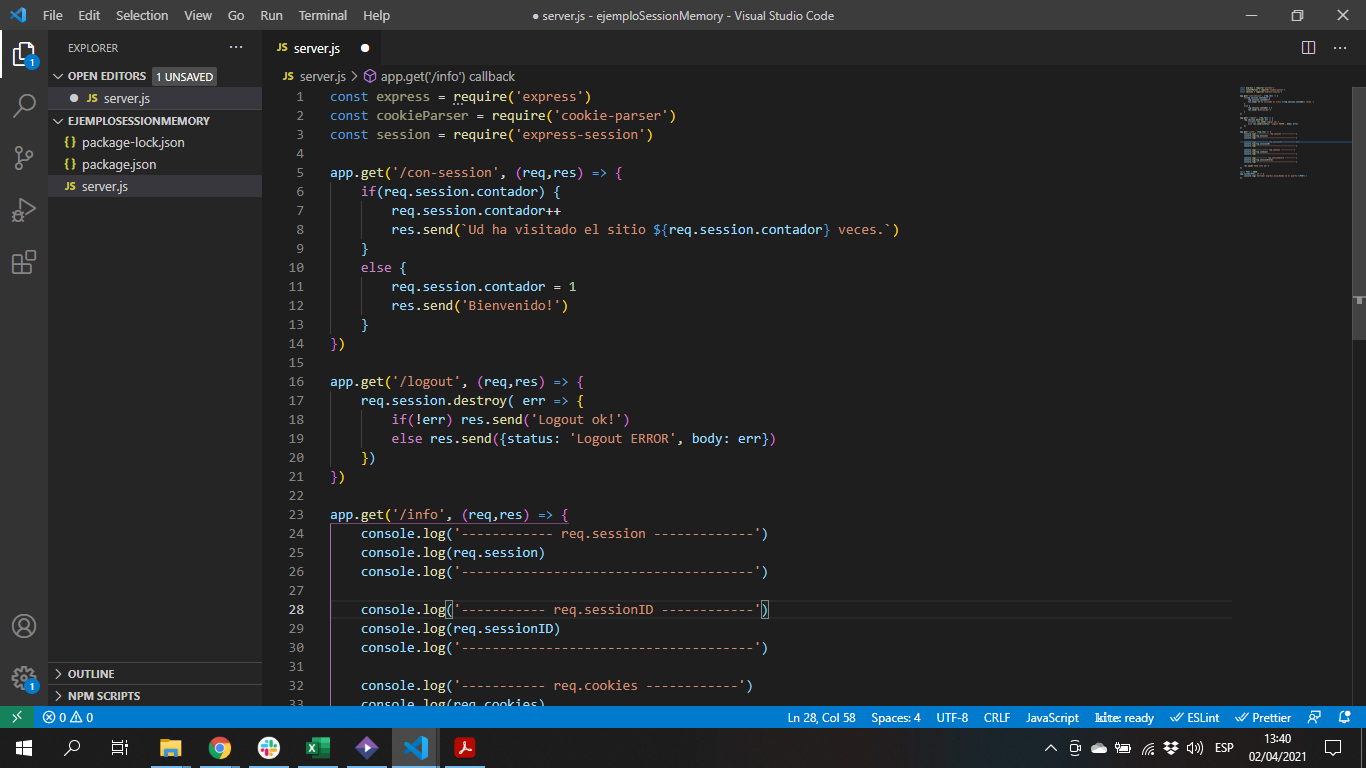 File Edit Selection View Go Run Terminal Help ● server.js - ejemploSessionMemory - Visual Studio Code
EXPLORER ···
JS server.js ●
OPEN EDITORS 1 UNSAVED
● JS server.js
EJEMPLOSESSIONMEMORY
{} package-lock.json
{} package.json
JS server.js
OUTLINE
NPM SCRIPTS
1
1
JS server.js > app.get('/info') callback
1 const express = require('express')
2 const cookieParser = require('cookie-parser')
3 const session = require('express-session')
4
5 app.get('/con-session', (req,res) => {
6 if(req.session.contador) {
7 req.session.contador++
8 res.send(`Ud ha visitado el sitio ${req.session.contador} veces.`)
9 }
10 else {
11 req.session.contador = 1
12 res.send('Bienvenido!')
13 }
14 })
15
16 app.get('/logout', (req,res) => {
17 req.session.destroy( err => {
18 if(!err) res.send('Logout ok!')
19 else res.send({status: 'Logout ERROR', body: err})
20 })
21 })
22
23 app.get('/info', (req,res) => {
24 console.log('------------ req.session -------------')
25 console.log(req.session)
26 console.log('--------------------------------------')
27
28 console.log('----------- req.sessionID ------------')
29 console.log(req.sessionID)
30 console.log('--------------------------------------')
31
32 console.log('----------- req.cookies ------------')
33 console.log(req.cookies)
0 0 Ln 28, Col 58 Spaces: 4 UTF-8 CRLF JavaScript kite: ready ESLint Prettier
ESP 13:40
02/04/2021